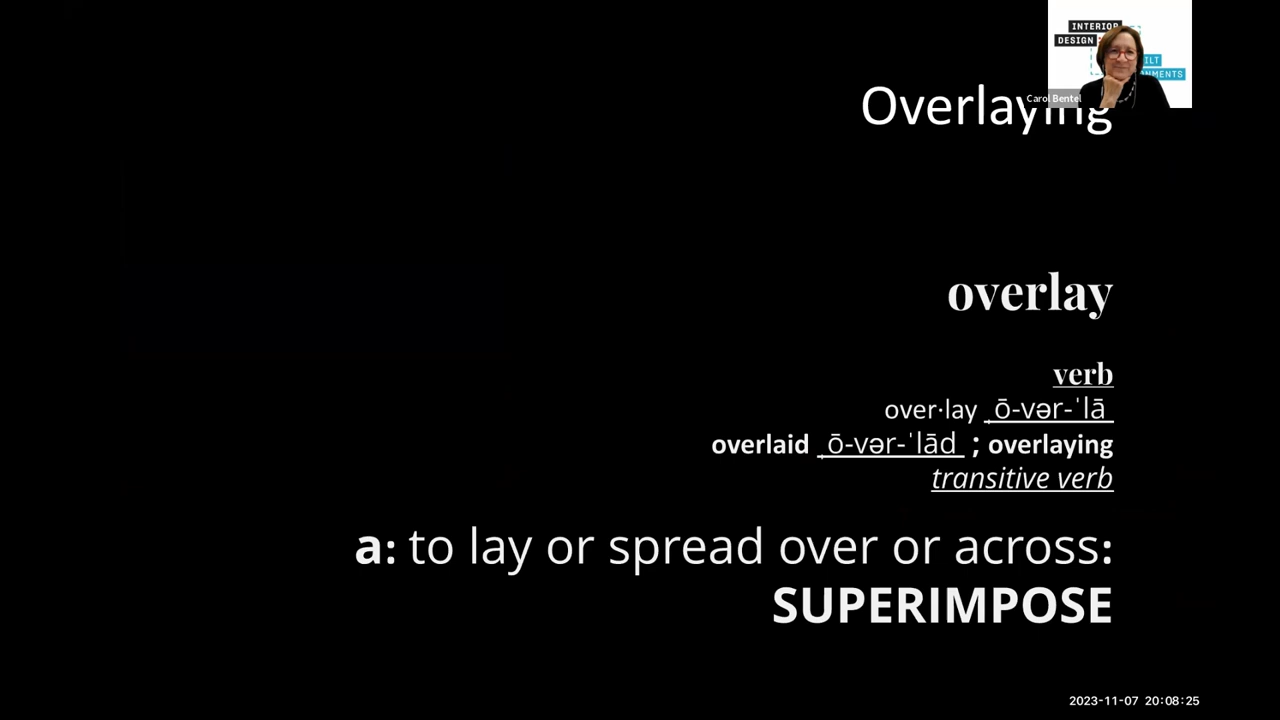 INTERIOR
DESIGN
ILT
NMENTS
Carol Bentel
Overlaying
overlay
verb
over·lay ˌō-vər-ˈlā
overlaid ˌō-vər-ˈlād ; overlaying
transitive verb
a: to lay or spread over or across:
SUPERIMPOSE
2023-11-07 20:08:25